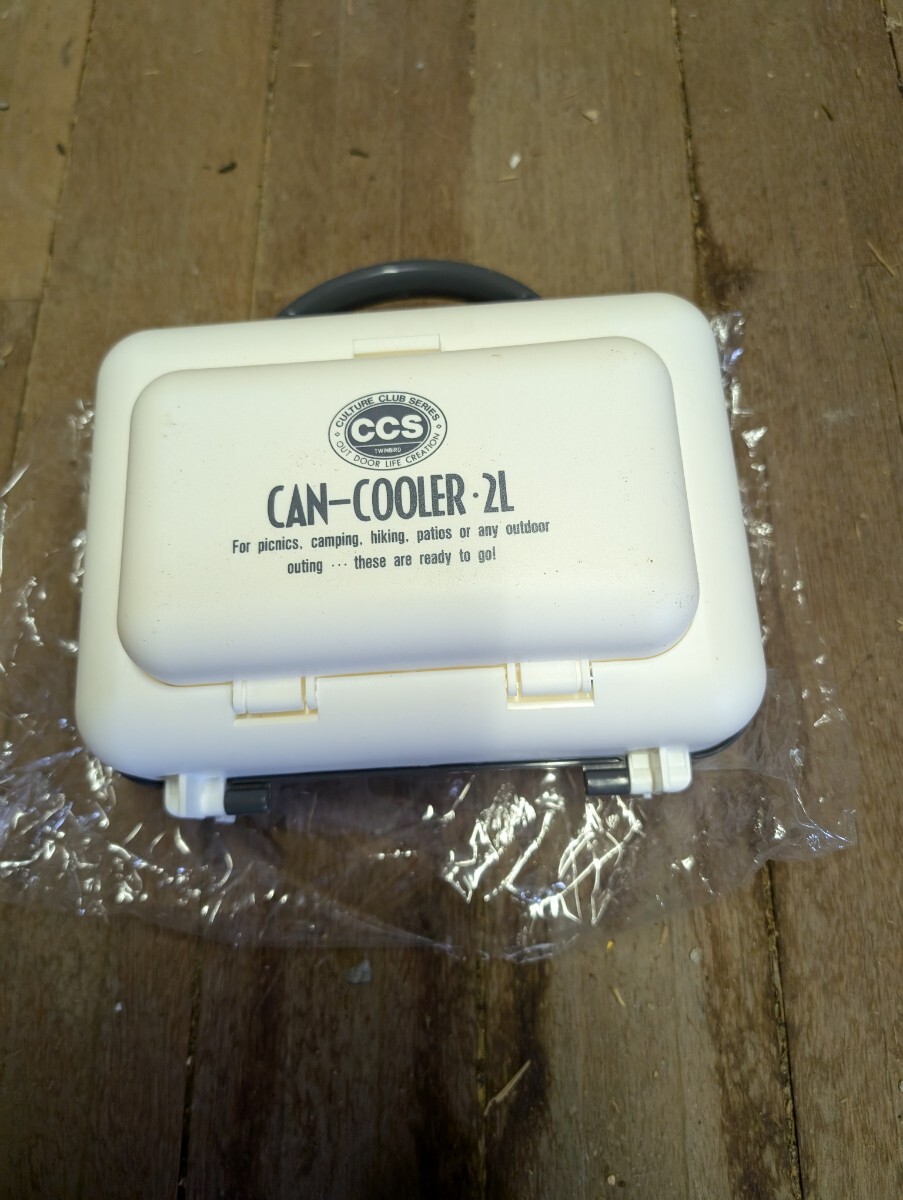 CULTURE CLUB SERIES
CCS
TWINBIRD
OUT DOOR LIFE CREATION
CAN-COOLER·2L
For picnics, camping, hiking, patios or any outdoor
outing ··· these are ready to go!